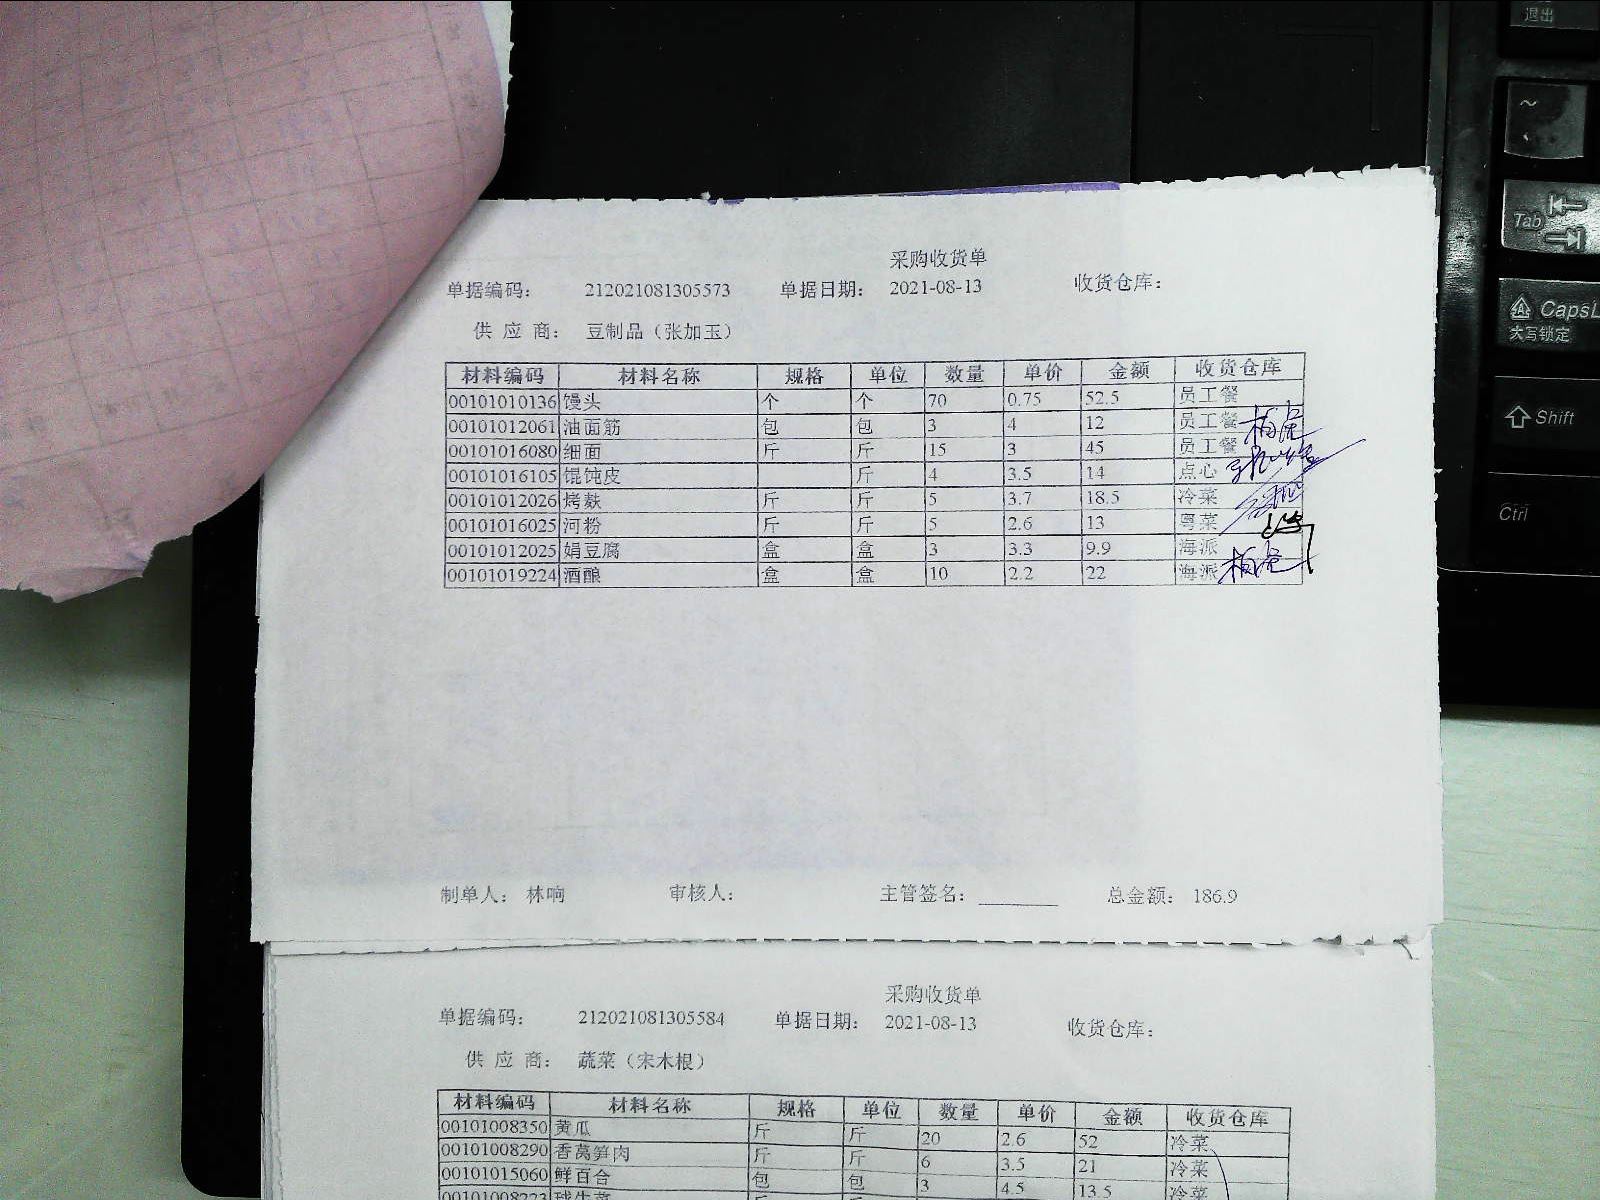 退出
~
Tab
CapsL
大写锁定
Shift
Ctrl
采购收货单
单据编码： 212021081305573 单据日期： 2021-08-13 收货仓库：
供 应 商： 豆制品（张加玉）
材料编码 材料名称 规格 单位 数量 单价 金额 收货仓库
00101010136 馒头 个 个 70 0.75 52.5 员工餐
00101012061 油面筋 包 包 3 4 12 员工餐
00101016080 细面 斤 斤 15 3 45 员工餐
00101016105 馄饨皮 斤 4 3.5 14 点心
00101012026 烤麸 斤 斤 5 3.7 18.5 冷菜
00101016025 河粉 斤 斤 5 2.6 13 粤菜
00101012025 娟豆腐 盒 盒 3 3.3 9.9 海派
00101019224 酒酿 盒 盒 10 2.2 22 海派
制单人： 林响 审核人： 主管签名： 总金额： 186.9
采购收货单
单据编码： 212021081305584 单据日期： 2021-08-13 收货仓库：
供 应 商： 蔬菜（宋木根）
材料编码 材料名称 规格 单位 数量 单价 金额 收货仓库
00101008350 黄瓜 斤 斤 20 2.6 52 冷菜
00101008290 香莴笋肉 斤 斤 6 3.5 21 冷菜
00101015060 鲜百合 包 包 3 4.5 13.5 冷菜